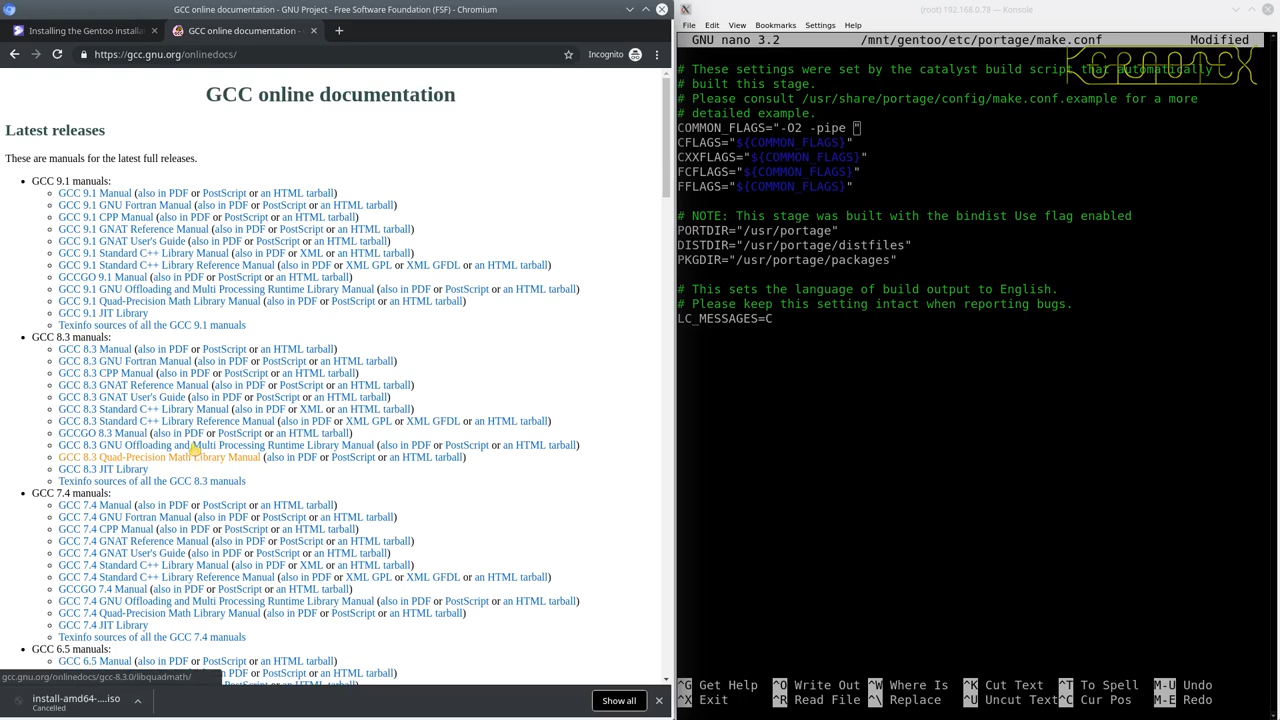 GCC online documentation - GNU Project - Free Software Foundation (FSF) - Chromium
Installing the Gentoo install
GCC online documentation -
https://gcc.gnu.org/onlinedocs/
Incognito
GCC online documentation
Latest releases
These are manuals for the latest full releases.
GCC 9.1 manuals:
GCC 9.1 Manual (also in PDF or PostScript or an HTML tarball)
GCC 9.1 GNU Fortran Manual (also in PDF or PostScript or an HTML tarball)
GCC 9.1 CPP Manual (also in PDF or PostScript or an HTML tarball)
GCC 9.1 GNAT Reference Manual (also in PDF or PostScript or an HTML tarball)
GCC 9.1 GNAT User's Guide (also in PDF or PostScript or an HTML tarball)
GCC 9.1 Standard C++ Library Manual (also in PDF or XML or an HTML tarball)
GCC 9.1 Standard C++ Library Reference Manual (also in PDF or XML GPL or XML GFDL or an HTML tarball)
GCCGO 9.1 Manual (also in PDF or PostScript or an HTML tarball)
GCC 9.1 GNU Offloading and Multi Processing Runtime Library Manual (also in PDF or PostScript or an HTML tarball)
GCC 9.1 Quad-Precision Math Library Manual (also in PDF or PostScript or an HTML tarball)
GCC 9.1 JIT Library
Texinfo sources of all the GCC 9.1 manuals
GCC 8.3 manuals:
GCC 8.3 Manual (also in PDF or PostScript or an HTML tarball)
GCC 8.3 GNU Fortran Manual (also in PDF or PostScript or an HTML tarball)
GCC 8.3 CPP Manual (also in PDF or PostScript or an HTML tarball)
GCC 8.3 GNAT Reference Manual (also in PDF or PostScript or an HTML tarball)
GCC 8.3 GNAT User's Guide (also in PDF or PostScript or an HTML tarball)
GCC 8.3 Standard C++ Library Manual (also in PDF or XML or an HTML tarball)
GCC 8.3 Standard C++ Library Reference Manual (also in PDF or XML GPL or XML GFDL or an HTML tarball)
GCCGO 8.3 Manual (also in PDF or PostScript or an HTML tarball)
GCC 8.3 GNU Offloading and Multi Processing Runtime Library Manual (also in PDF or PostScript or an HTML tarball)
GCC 8.3 Quad-Precision Math Library Manual (also in PDF or PostScript or an HTML tarball)
GCC 8.3 JIT Library
Texinfo sources of all the GCC 8.3 manuals
GCC 7.4 manuals:
GCC 7.4 Manual (also in PDF or PostScript or an HTML tarball)
GCC 7.4 GNU Fortran Manual (also in PDF or PostScript or an HTML tarball)
GCC 7.4 CPP Manual (also in PDF or PostScript or an HTML tarball)
GCC 7.4 GNAT Reference Manual (also in PDF or PostScript or an HTML tarball)
GCC 7.4 GNAT User's Guide (also in PDF or PostScript or an HTML tarball)
GCC 7.4 Standard C++ Library Manual (also in PDF or XML or an HTML tarball)
GCC 7.4 Standard C++ Library Reference Manual (also in PDF or XML GPL or XML GFDL or an HTML tarball)
GCCGO 7.4 Manual (also in PDF or PostScript or an HTML tarball)
GCC 7.4 GNU Offloading and Multi Processing Runtime Library Manual (also in PDF or PostScript or an HTML tarball)
GCC 7.4 Quad-Precision Math Library Manual (also in PDF or PostScript or an HTML tarball)
GCC 7.4 JIT Library
Texinfo sources of all the GCC 7.4 manuals
GCC 6.5 manuals:
GCC 6.5 Manual (also in PDF or PostScript or an HTML tarball)
also in PDF or PostScript or an HTML tarball)
gcc.gnu.org/onlinedocs/gcc-8.3.0/libquadmath/
install-amd64-....iso
Cancelled
Show all
(root) 192.168.0.78 — Konsole
File Edit View Bookmarks Settings Help
GNU nano 3.2 /mnt/gentoo/etc/portage/make.conf Modified
# These settings were set by the catalyst build script that automatically
# built this stage.
# Please consult /usr/share/portage/config/make.conf.example for a more
# detailed example.
COMMON_FLAGS="-O2 -pipe "
CFLAGS="${COMMON_FLAGS}"
CXXFLAGS="${COMMON_FLAGS}"
FCFLAGS="${COMMON_FLAGS}"
FFLAGS="${COMMON_FLAGS}"
# NOTE: This stage was built with the bindist Use flag enabled
PORTDIR="/usr/portage"
DISTDIR="/usr/portage/distfiles"
PKGDIR="/usr/portage/packages"
# This sets the language of build output to English.
# Please keep this setting intact when reporting bugs.
LC_MESSAGES=C
^G Get Help ^O Write Out ^W Where Is ^K Cut Text ^T To Spell M-U Undo
^X Exit ^R Read File ^\ Replace ^U Uncut Text ^C Cur Pos M-E Redo